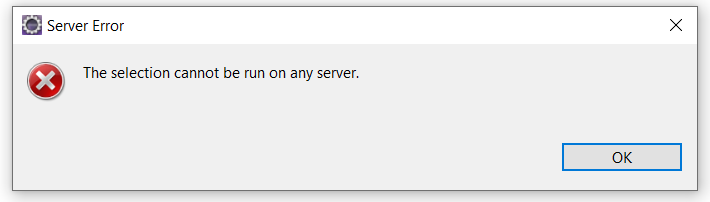 Server Error
The selection cannot be run on any server.
OK